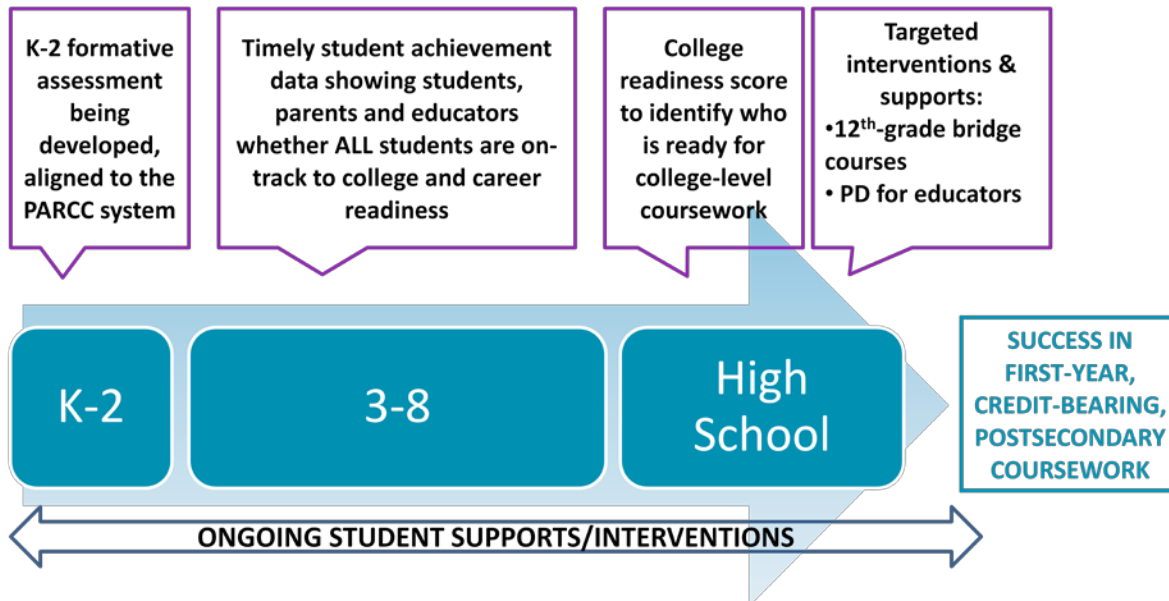 K-2 formative
assessment
being
developed,
aligned to the
PARCC system
Timely student achievement
data showing students,
parents and educators
whether ALL students are on-
track to college and career
readiness
College
readiness score
to identify who
is ready for
college-level
coursework
Targeted
interventions &
supports:
•12th-grade bridge
courses
• PD for educators
K-2
3-8
High
School
SUCCESS IN
FIRST-YEAR,
CREDIT-BEARING,
POSTSECONDARY
COURSEWORK
ONGOING STUDENT SUPPORTS/INTERVENTIONS